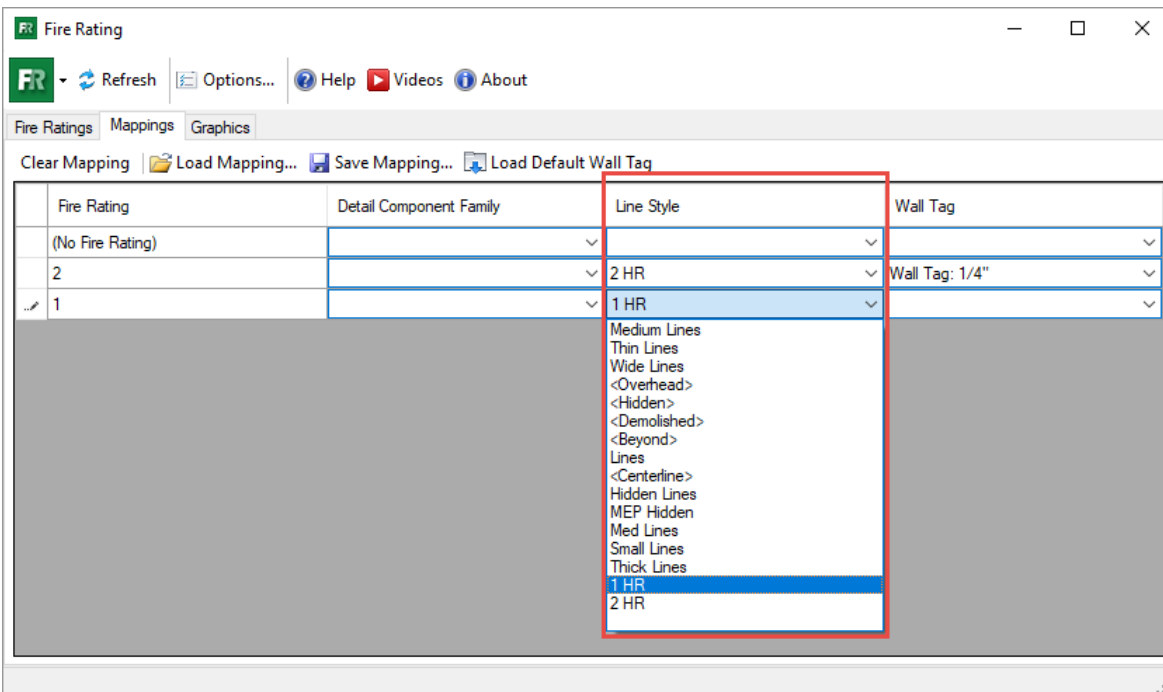 FR Fire Rating
FR Refresh Options... Help Videos About
Fire Ratings Mappings Graphics
Clear Mapping Load Mapping... Save Mapping... Load Default Wall Tag
Fire Rating Detail Component Family Line Style Wall Tag
(No Fire Rating)
2 2 HR Wall Tag: 1/4"
1 1 HR
Medium Lines
Thin Lines
Wide Lines
<Overhead>
<Hidden>
<Demolished>
<Beyond>
Lines
<Centerline>
Hidden Lines
MEP Hidden
Med Lines
Small Lines
Thick Lines
1 HR
2 HR